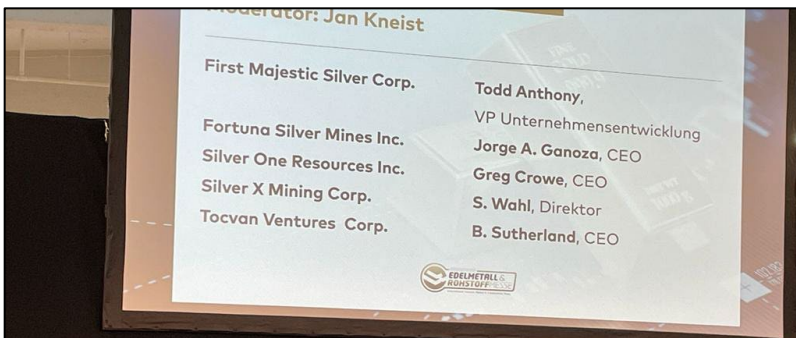 Moderator: Jan Kneist
First Majestic Silver Corp.
Todd Anthony,
VP Unternehmensentwicklung
Fortuna Silver Mines Inc.
Jorge A. Ganoza, CEO
Silver One Resources Inc.
Greg Crowe, CEO
Silver X Mining Corp.
S. Wahl, Direktor
Tocvan Ventures Corp.
B. Sutherland, CEO
EDELMETALL &
ROHSTOFFMESSE